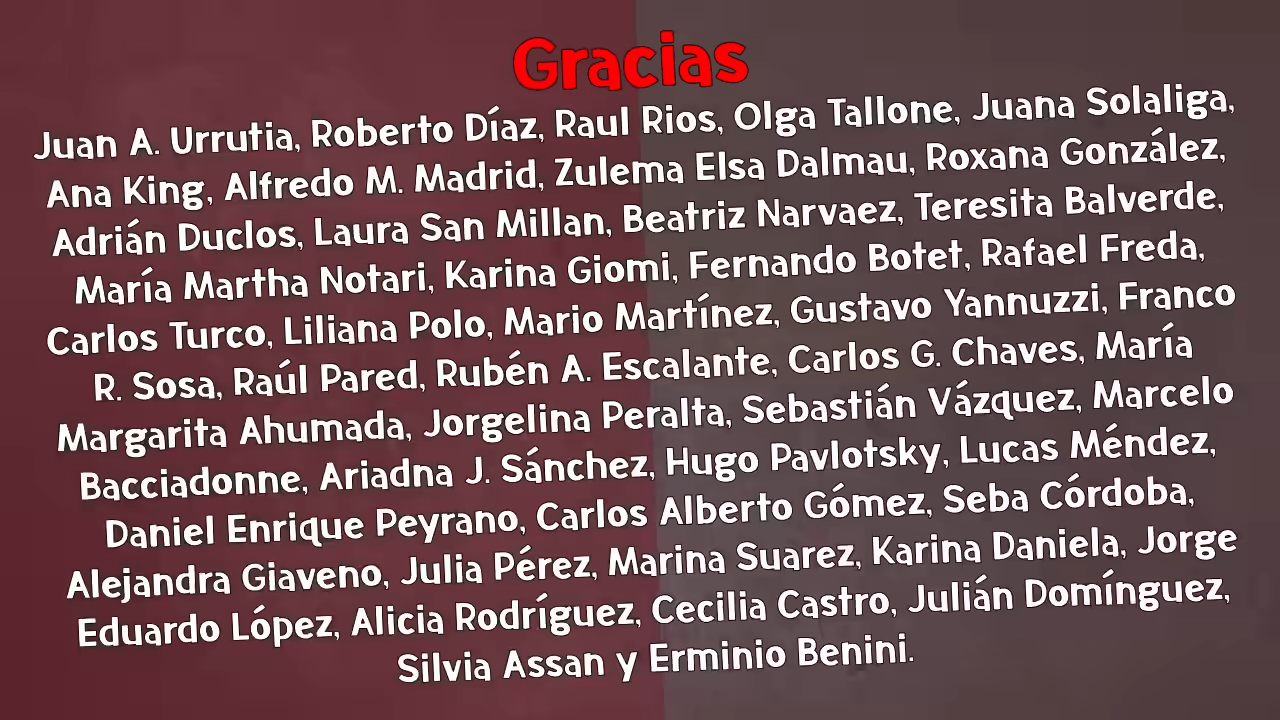 Gracias
Juan A. Urrutia, Roberto Díaz, Raul Rios, Olga Tallone, Juana Solaliga,
Ana King, Alfredo M. Madrid, Zulema Elsa Dalmau, Roxana González,
Adrián Duclos, Laura San Millan, Beatriz Narvaez, Teresita Balverde,
María Martha Notari, Karina Giomi, Fernando Botet, Rafael Freda,
Carlos Turco, Liliana Polo, Mario Martínez, Gustavo Yannuzzi, Franco
R. Sosa, Raúl Pared, Rubén A. Escalante, Carlos G. Chaves, María
Margarita Ahumada, Jorgelina Peralta, Sebastián Vázquez, Marcelo
Bacciadonne, Ariadna J. Sánchez, Hugo Pavlotsky, Lucas Méndez,
Daniel Enrique Peyrano, Carlos Alberto Gómez, Seba Córdoba,
Alejandra Giaveno, Julia Pérez, Marina Suarez, Karina Daniela, Jorge
Eduardo López, Alicia Rodríguez, Cecilia Castro, Julián Domínguez,
Silvia Assan y Erminio Benini.